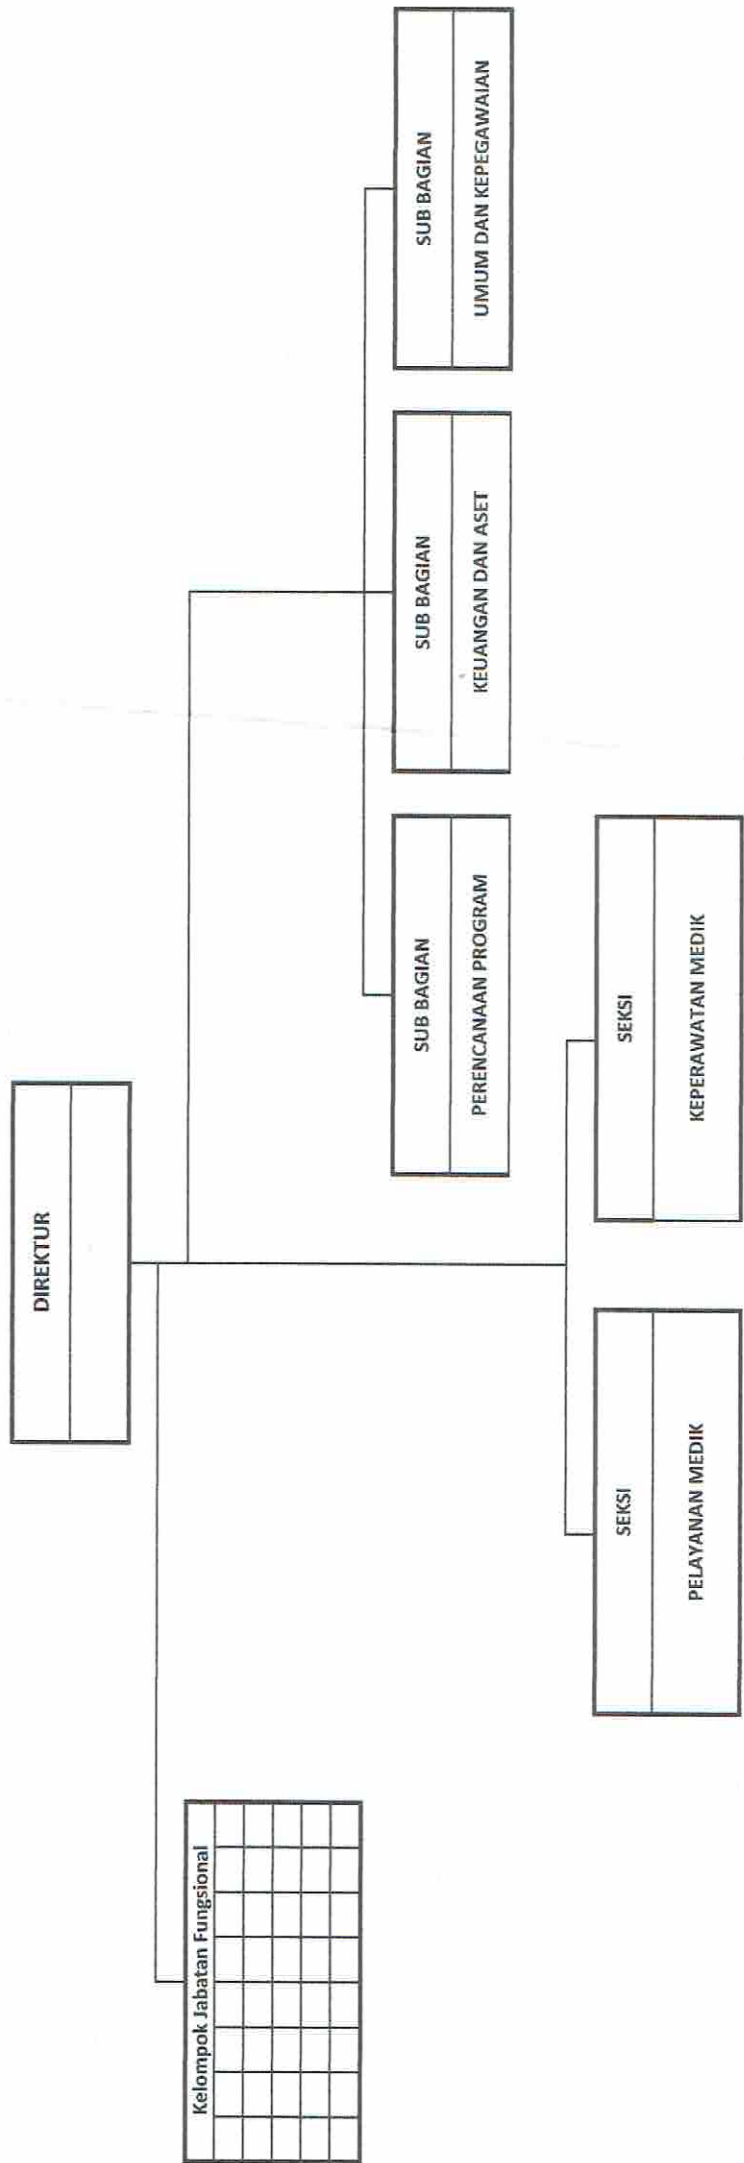 DIREKTUR
Kelompok Jabatan Fungsional
SUB BAGIAN
PERENCANAAN PROGRAM
SUB BAGIAN
KEUANGAN DAN ASET
SUB BAGIAN
UMUM DAN KEPEGAWAIAN
SEKSI
PELAYANAN MEDIK
SEKSI
KEPERAWATAN MEDIK